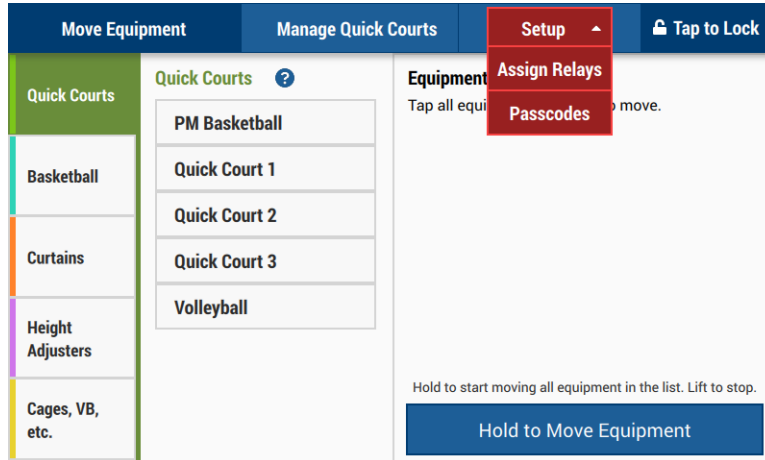 Move Equipment
Manage Quick Courts
Setup
Tap to Lock
Assign Relays
Passcodes
Quick Courts
Basketball
Curtains
Height
Adjusters
Cages, VB,
etc.
Quick Courts ?
PM Basketball
Quick Court 1
Quick Court 2
Quick Court 3
Volleyball
Equipment
Tap all equi move.
Hold to start moving all equipment in the list. Lift to stop.
Hold to Move Equipment